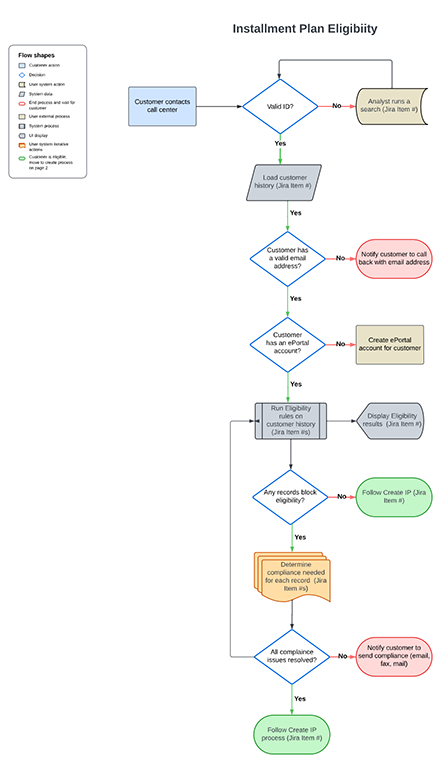 Installment Plan Eligibiity
Flow shapes
Customer action
Decision
User system action
System data
End process and wait for
customer
User external process
System process
UI display
User system iterative
actions
Customer is eligible;
move to create process
on page 2
Customer contacts
call center
Valid ID?
No
Analyst runs a
search (Jira Item #)
Yes
Load customer
history (Jira Item #)
Yes
Customer has
a valid email
address?
No
Notify customer to call
back with email address
Yes
Customer
has an ePortal
account?
No
Create ePortal
account for customer
Yes
Run Eligibility
rules on
customer history
(Jira Item #s)
Display Eligibility
results (Jira Item #)
Any records block
eligibility?
No
Follow Create IP (Jira
Item #)
Yes
Determine
compliance needed
for each record (Jira
Item #s)
All complaince
issues resolved?
No
Notify customer to
send compliance (email,
fax, mail)
Yes
Follow Create IP
process (Jira Item #)